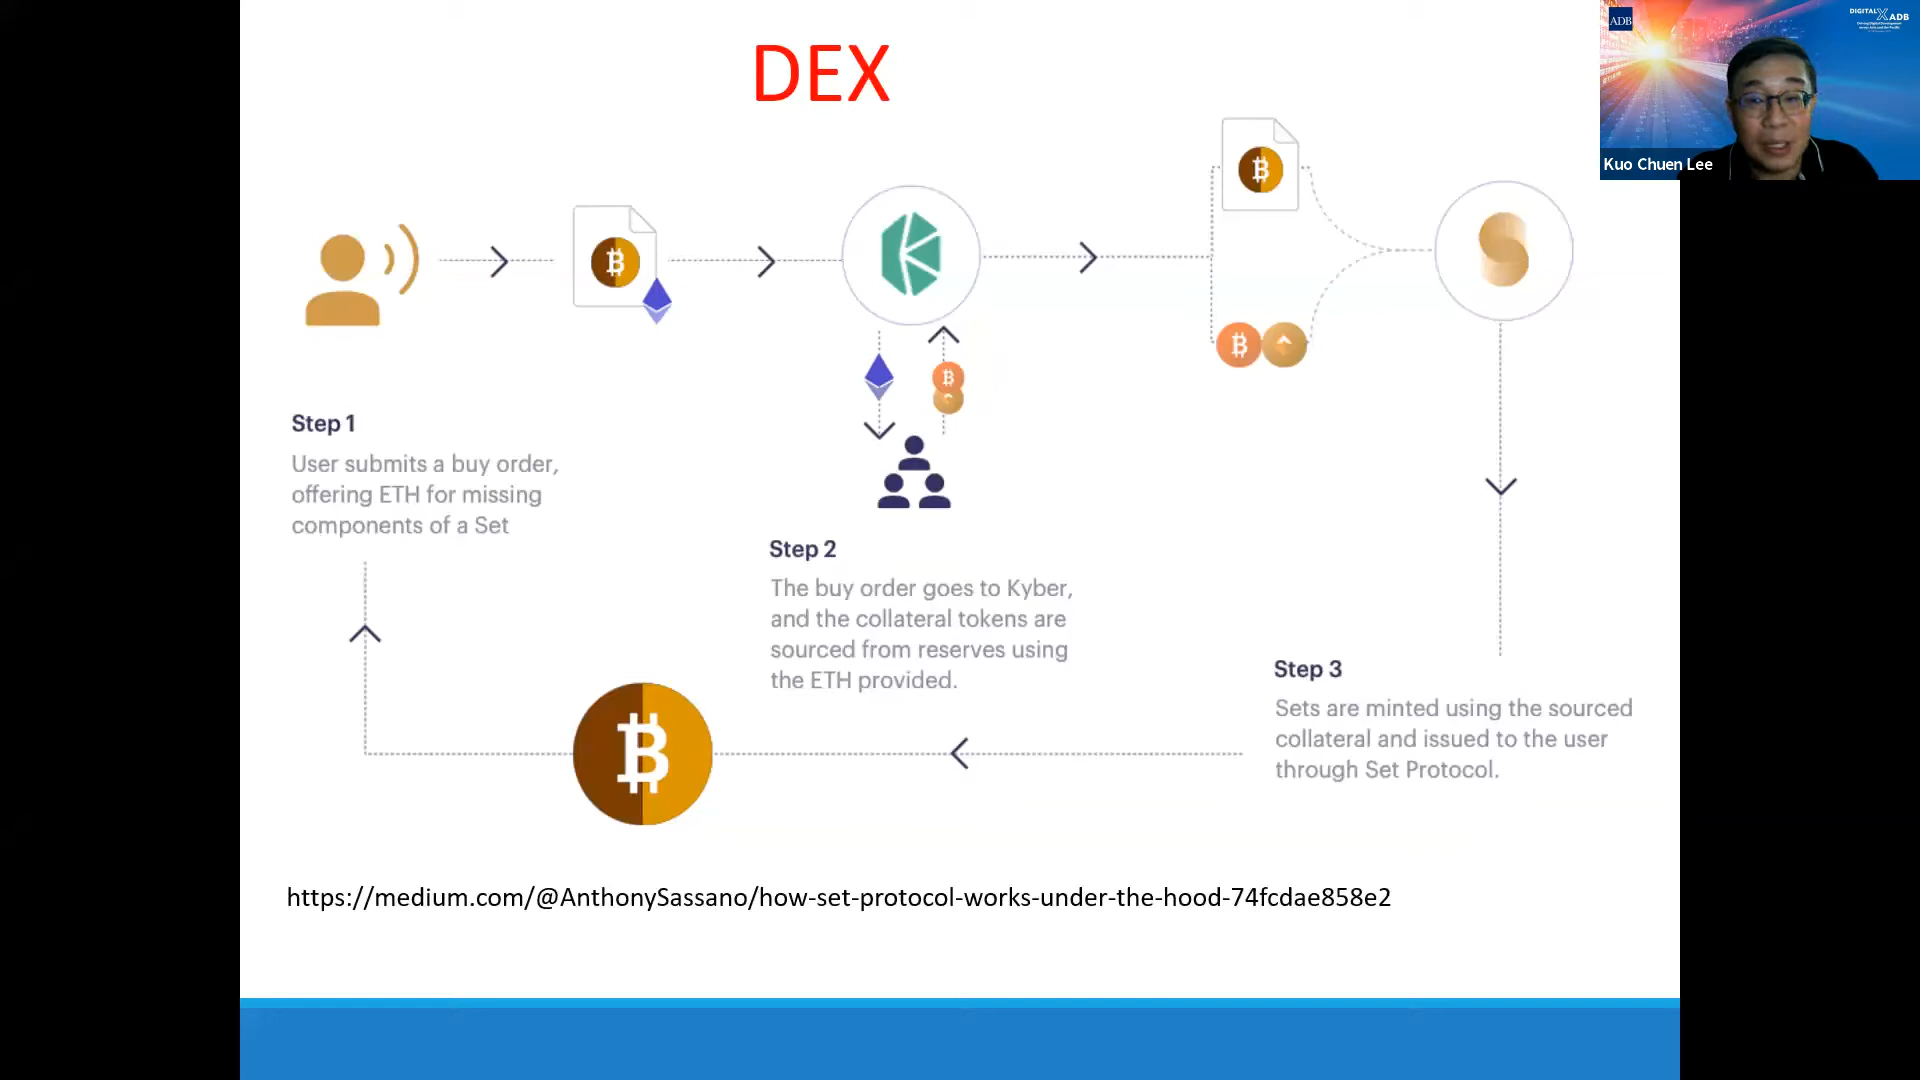 DEX
ADB
DIGITAL X ADB
Kuo Chuen Lee
Step 1
User submits a buy order,
offering ETH for missing
components of a Set
Step 2
The buy order goes to Kyber,
and the collateral tokens are
sourced from reserves using
the ETH provided.
Step 3
Sets are minted using the sourced
collateral and issued to the user
through Set Protocol.
https://medium.com/@AnthonySassano/how-set-protocol-works-under-the-hood-74fcdae858e2